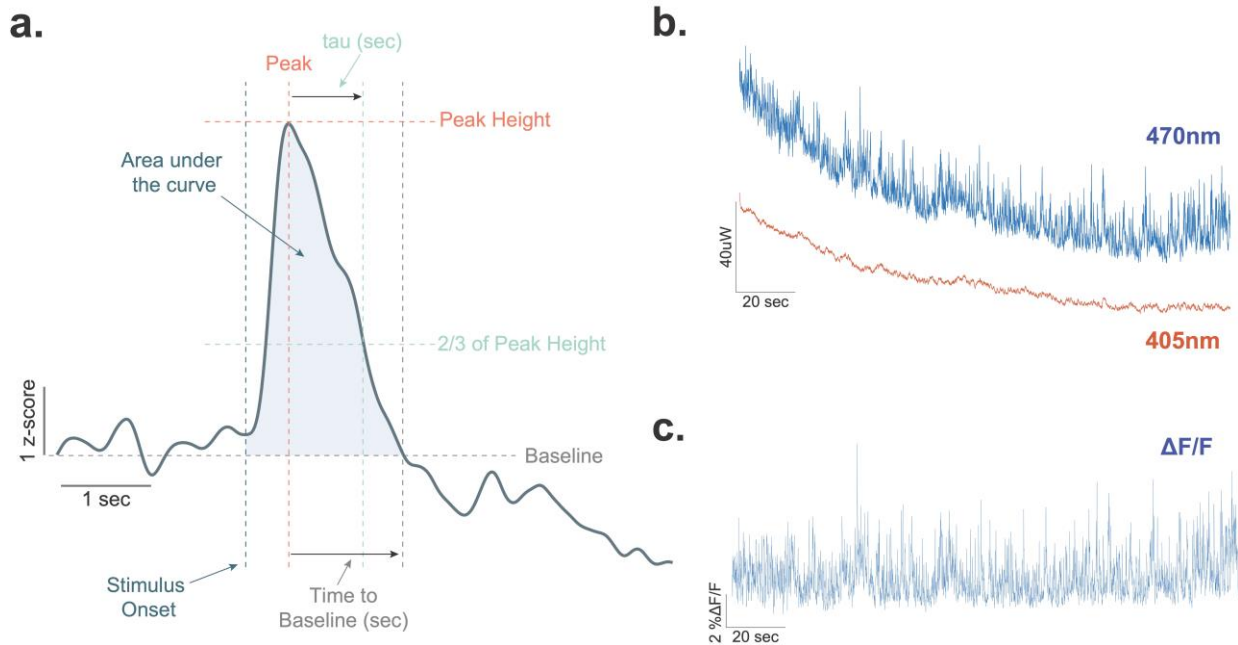 a.
tau (sec)
Peak
Peak Height
Area under
the curve
2/3 of Peak Height
1 z-score
Baseline
1 sec
Stimulus
Onset
Time to
Baseline (sec)
b.
470nm
40uW
20 sec
405nm
c.
ΔF/F
2 %ΔF/F
20 sec